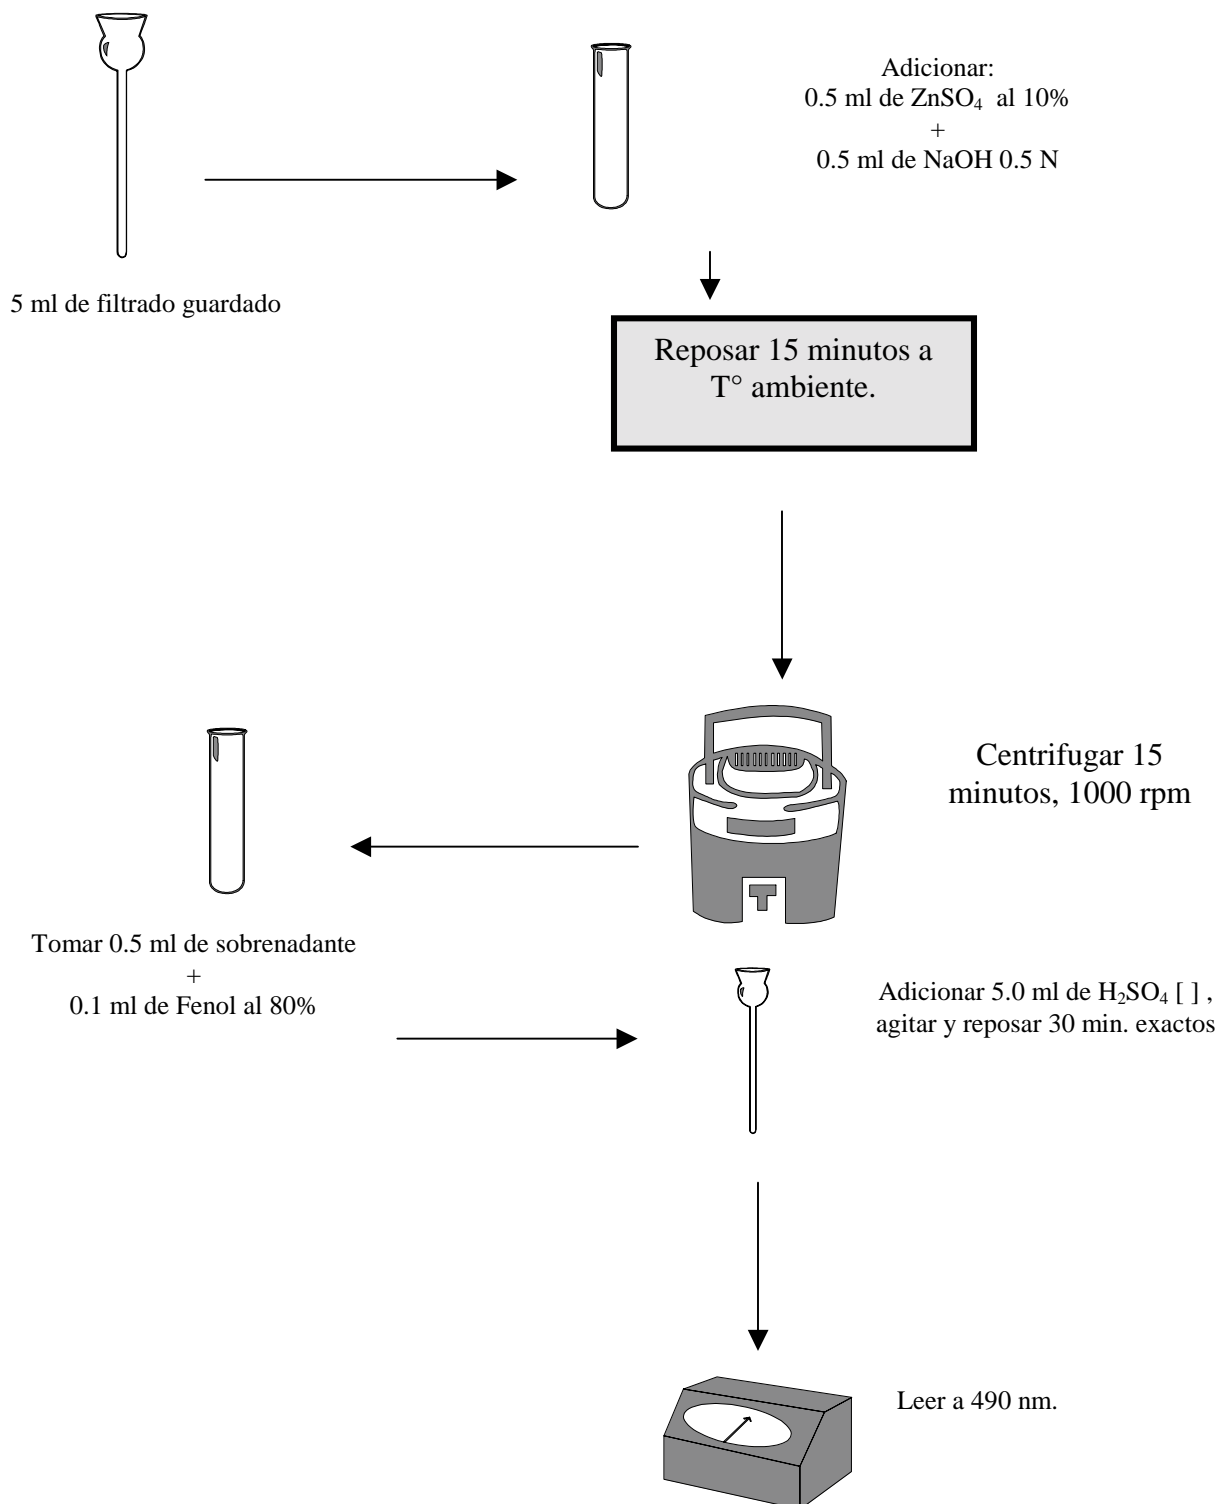 Adicionar:
0.5 ml de ZnSO₄ al 10%
+
0.5 ml de NaOH 0.5 N
5 ml de filtrado guardado
Reposar 15 minutos a
T° ambiente.
Centrifugar 15
minutos, 1000 rpm
Tomar 0.5 ml de sobrenadante
+
0.1 ml de Fenol al 80%
Adicionar 5.0 ml de H₂SO₄ [ ] ,
agitar y reposar 30 min. exactos
Leer a 490 nm.